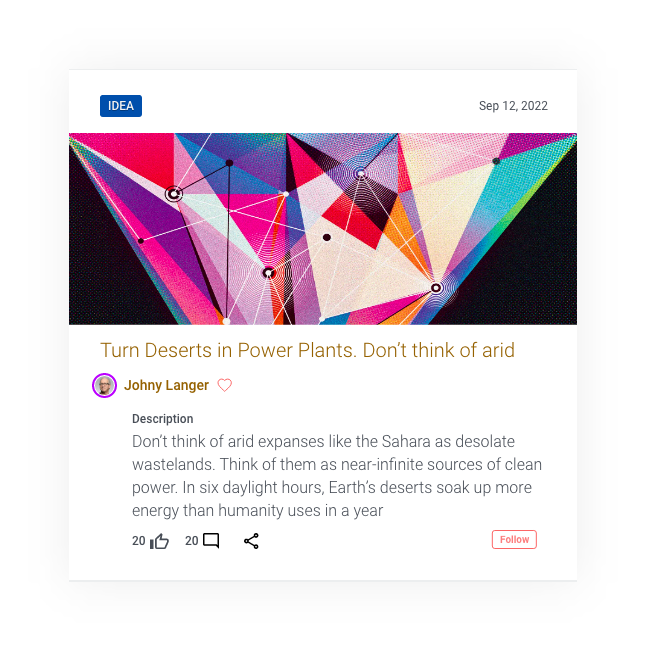 IDEA
Sep 12, 2022
Turn Deserts in Power Plants. Don’t think of arid
Johny Langer
Description
Don’t think of arid expanses like the Sahara as desolate
wastelands. Think of them as near-infinite sources of clean
power. In six daylight hours, Earth’s deserts soak up more
energy than humanity uses in a year
20 20 Follow